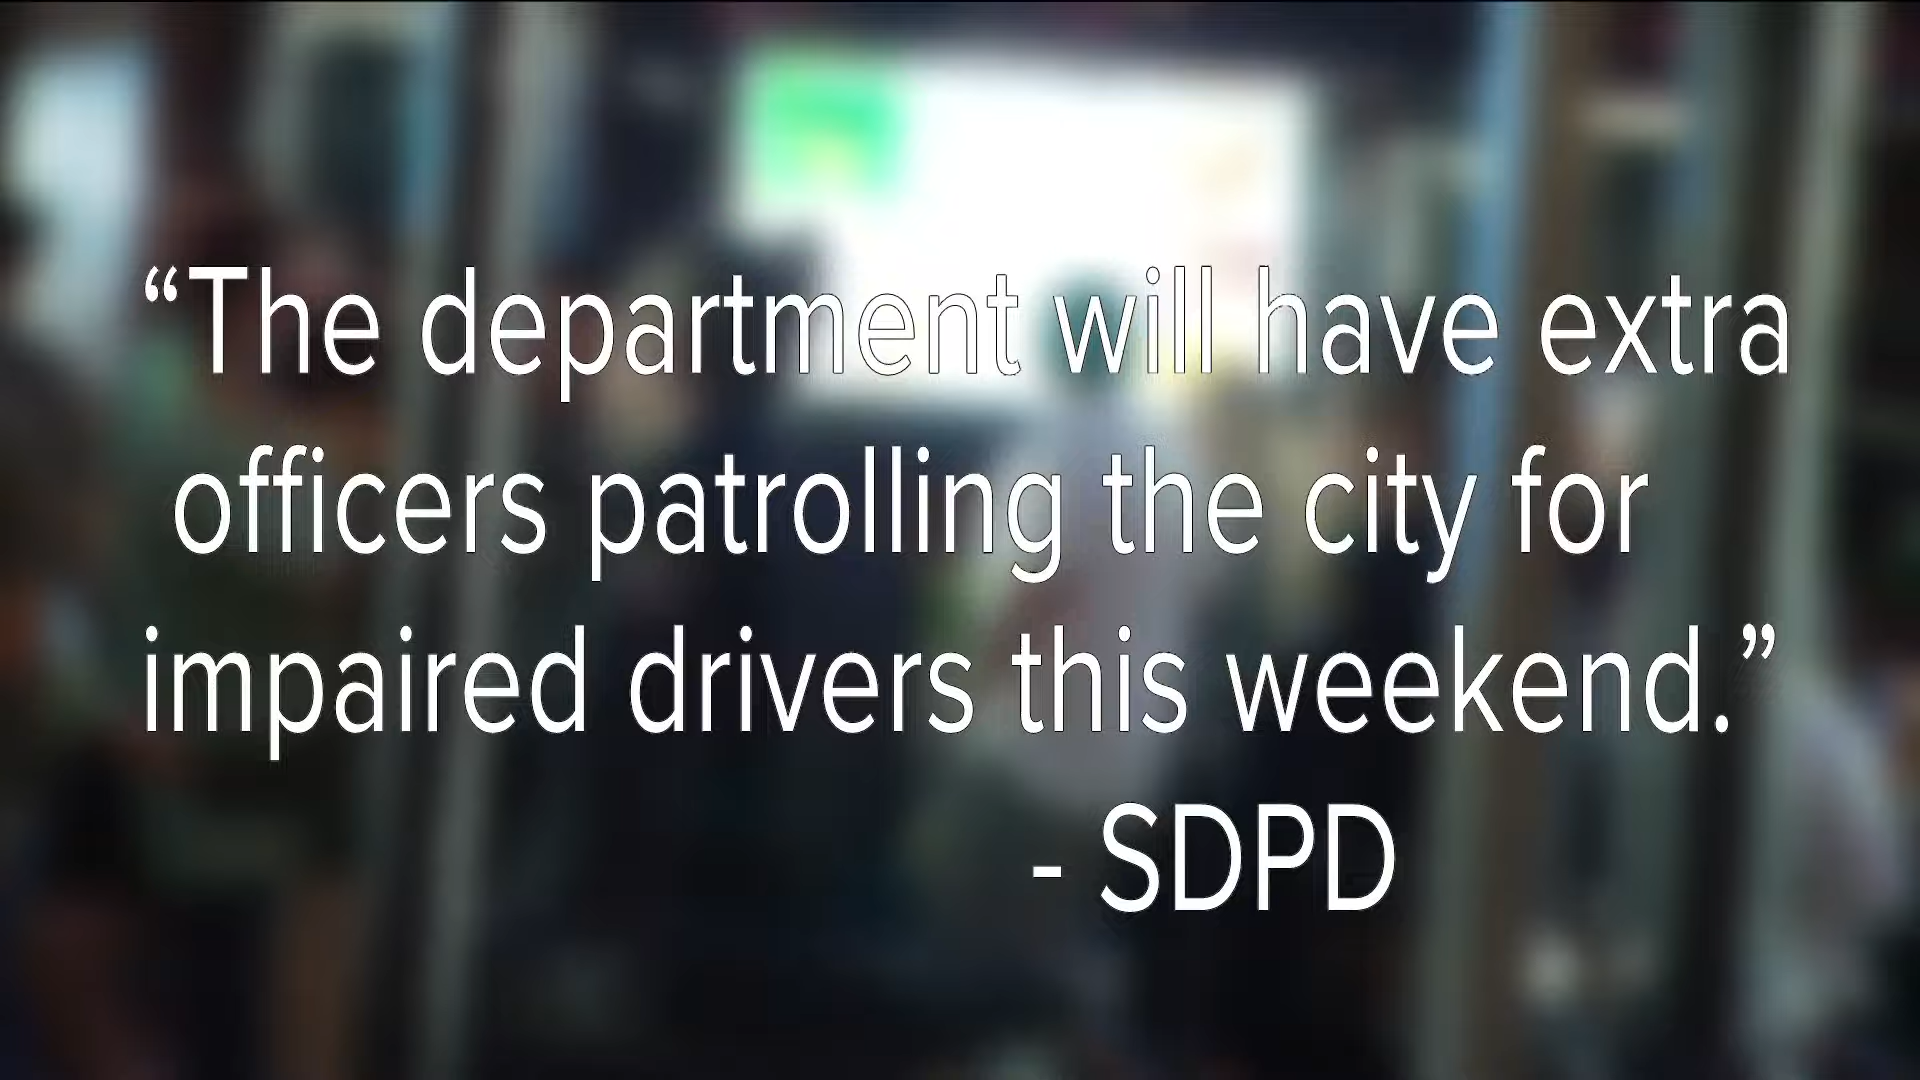 “The department will have extra
officers patrolling the city for
impaired drivers this weekend.”
- SDPD